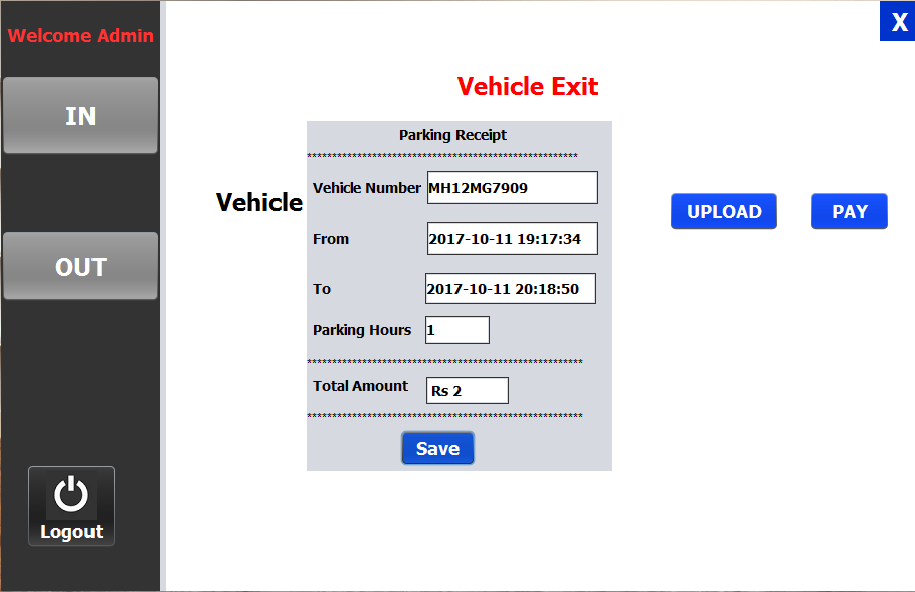 Welcome Admin
X
IN
OUT
Logout
Vehicle Exit
Vehicle
Parking Receipt
******************************************************
Vehicle Number MH12MG7909
From 2017-10-11 19:17:34
To 2017-10-11 20:18:50
Parking Hours 1
*******************************************************
Total Amount Rs 2
*******************************************************
Save
UPLOAD
PAY